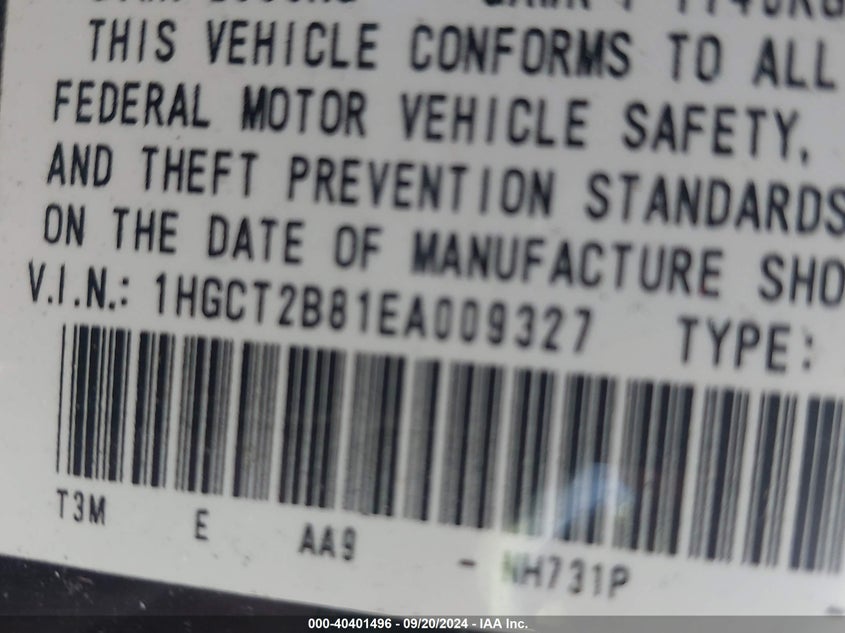 THIS VEHICLE CONFORMS TO ALL
FEDERAL MOTOR VEHICLE SAFETY,
AND THEFT PREVENTION STANDARDS
ON THE DATE OF MANUFACTURE SHO
V.I.N.: 1HGCT2B81EA009327 TYPE:
T3M E AA9 - NH731P
000-40401496 - 09/20/2024 - IAA Inc.